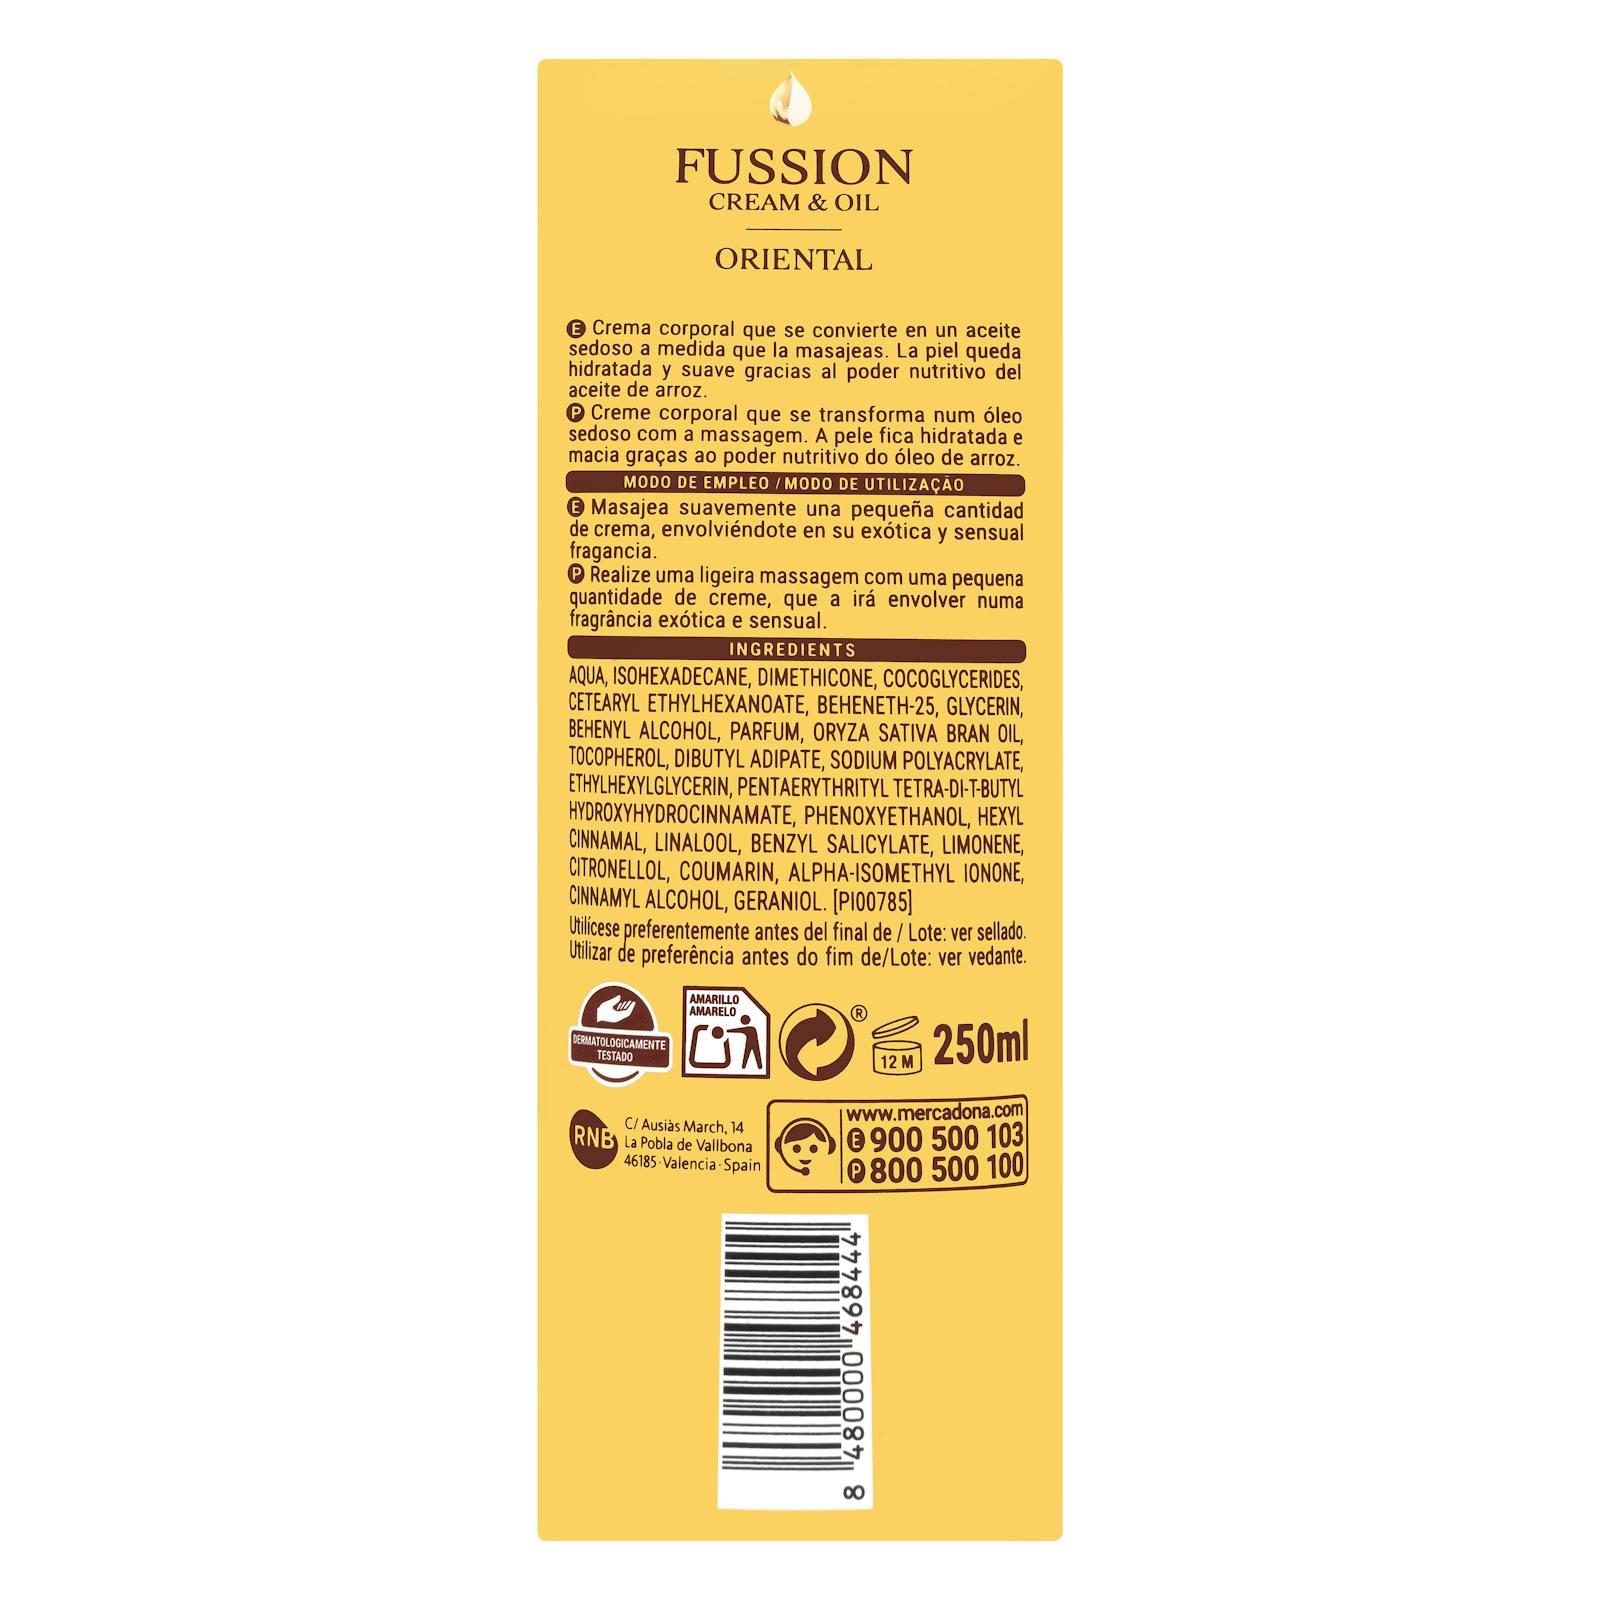 FUSSION
CREAM & OIL
ORIENTAL
E Crema corporal que se convierte en un aceite
sedoso a medida que la masajeas. La piel queda
hidratada y suave gracias al poder nutritivo del
aceite de arroz.
P Creme corporal que se transforma num óleo
sedoso com a massagem. A pele fica hidratada e
macia graças ao poder nutritivo do óleo de arroz.
MODO DE EMPLEO / MODO DE UTILIZAÇÃO
E Masajea suavemente una pequeña cantidad
de crema, envolviéndote en su exótica y sensual
fragancia.
P Realize uma ligeira massagem com uma pequena
quantidade de creme, que a irá envolver numa
fragrância exótica e sensual.
INGREDIENTS
AQUA, ISOHEXADECANE, DIMETHICONE, COCOGLYCERIDES,
CETEARYL ETHYLHEXANOATE, BEHENETH-25, GLYCERIN,
BEHENYL ALCOHOL, PARFUM, ORYZA SATIVA BRAN OIL,
TOCOPHEROL, DIBUTYL ADIPATE, SODIUM POLYACRYLATE,
ETHYLHEXYLGLYCERIN, PENTAERYTHRITYL TETRA-DI-T-BUTYL
HYDROXYHYDROCINNAMATE, PHENOXYETHANOL, HEXYL
CINNAMAL, LINALOOL, BENZYL SALICYLATE, LIMONENE,
CITRONELLOL, COUMARIN, ALPHA-ISOMETHYL IONONE,
CINNAMYL ALCOHOL, GERANIOL. [PI00785]
Utilícese preferentemente antes del final de / Lote: ver sellado.
Utilizar de preferência antes do fim de/Lote: ver vedante.
DERMATOLOGICAMENTE
TESTADO
AMARILLO
AMARELO
®
12 M
250ml
RNB
C/ Ausiàs March, 14
La Pobla de Vallbona
46185·Valencia·Spain
www.mercadona.com
E 900 500 103
P 800 500 100
8 480000 468444